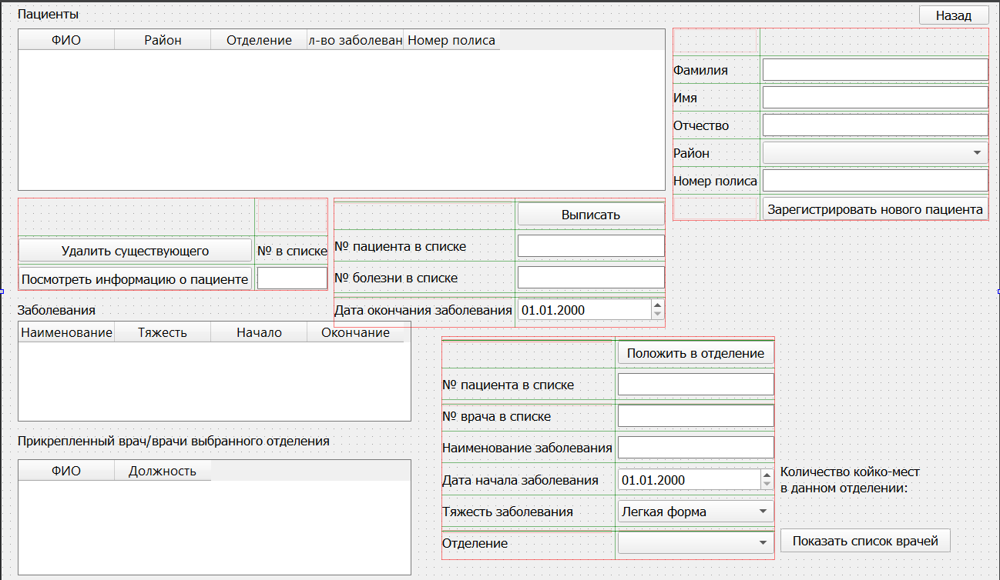 Пациенты
Назад
ФИО Район Отделение л-во заболеван Номер полиса
Фамилия
Имя
Отчество
Район
Номер полиса
Зарегистрировать нового пациента
Удалить существующего № в списке
Посмотреть информацию о пациенте
Выписать
№ пациента в списке
№ болезни в списке
Дата окончания заболевания 01.01.2000
Заболевания
Наименование Тяжесть Начало Окончание
Положить в отделение
№ пациента в списке
№ врача в списке
Наименование заболевания
Дата начала заболевания 01.01.2000
Тяжесть заболевания Легкая форма
Отделение
Количество койко-мест
в данном отделении:
Показать список врачей
Прикрепленный врач/врачи выбранного отделения
ФИО Должность